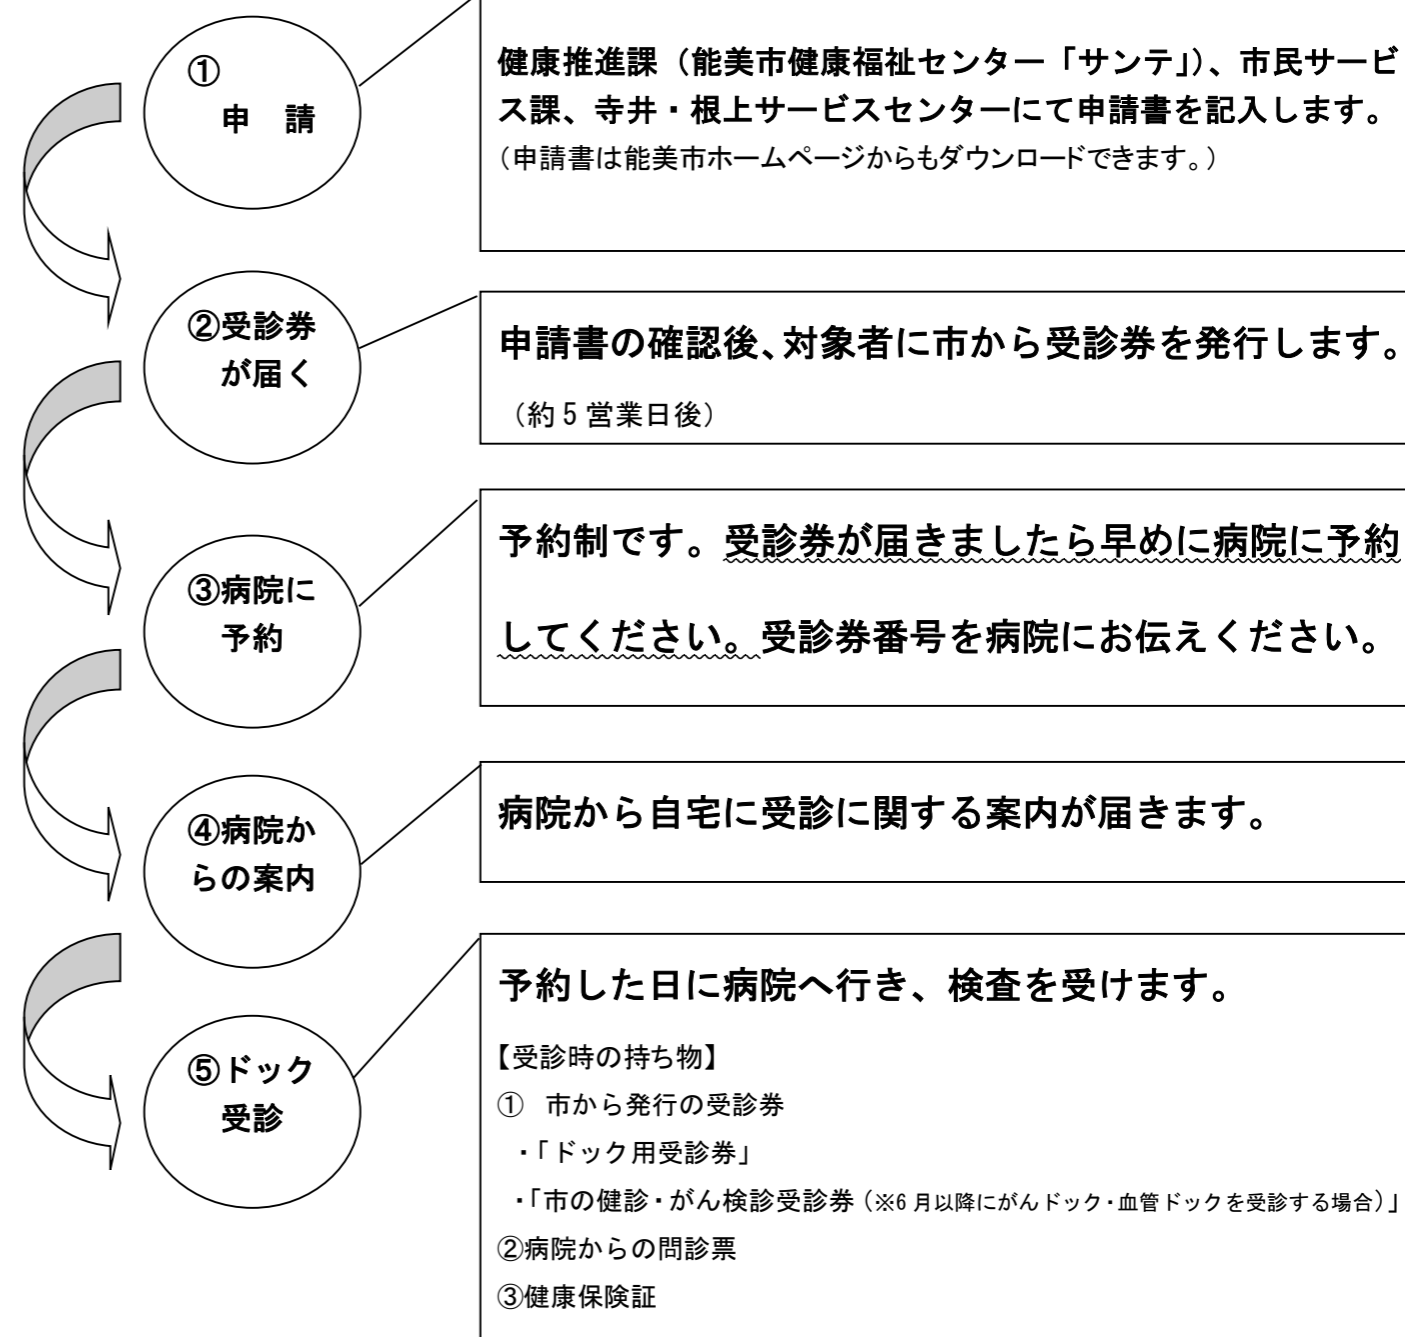 ①
申　請
健康推進課（能美市健康福祉センター「サンテ」）、市民サービ
ス課、寺井・根上サービスセンターにて申請書を記入します。
（申請書は能美市ホームページからもダウンロードできます。）
②受診券
が届く
申請書の確認後、対象者に市から受診券を発行します。
（約5営業日後）
③病院に
予約
予約制です。受診券が届きましたら早めに病院に予約
してください。受診券番号を病院にお伝えください。
④病院か
らの案内
病院から自宅に受診に関する案内が届きます。
⑤ドック
受診
予約した日に病院へ行き、検査を受けます。
【受診時の持ち物】
①　市から発行の受診券
・「ドック用受診券」
・「市の健診・がん検診受診券（※6月以降にがんドック・血管ドックを受診する場合）」
②病院からの問診票
③健康保険証